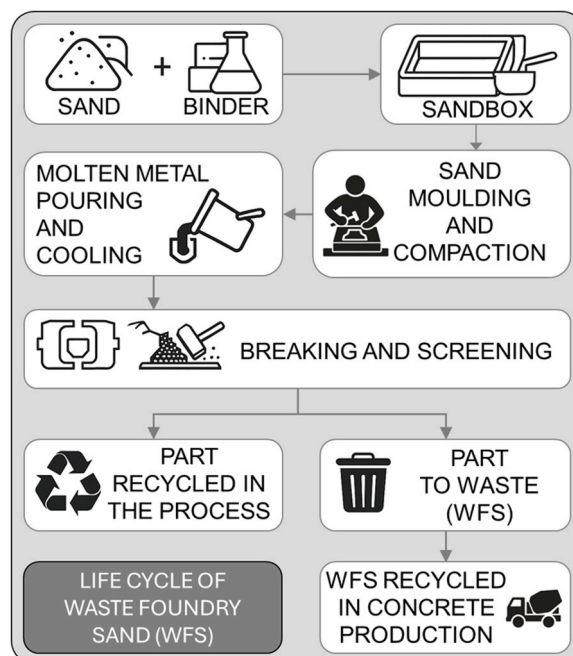 SAND
+
BINDER
SANDBOX
MOLTEN METAL
POURING
AND
COOLING
SAND
MOULDING
AND
COMPACTION
BREAKING AND SCREENING
PART
RECYCLED IN
THE PROCESS
PART
TO WASTE
(WFS)
LIFE CYCLE OF
WASTE FOUNDRY
SAND (WFS)
WFS RECYCLED
IN CONCRETE
PRODUCTION